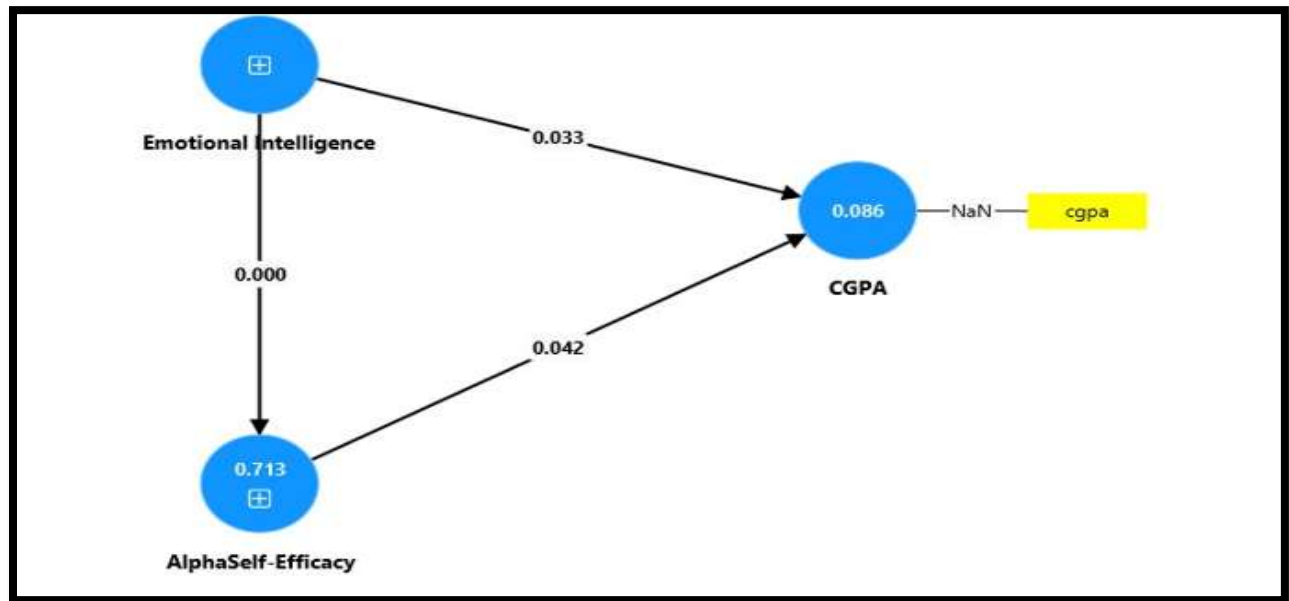 Emotional Intelligence
0.033
0.086
NaN
cgpa
CGPA
0.000
0.042
0.713
AlphaSelf-Efficacy